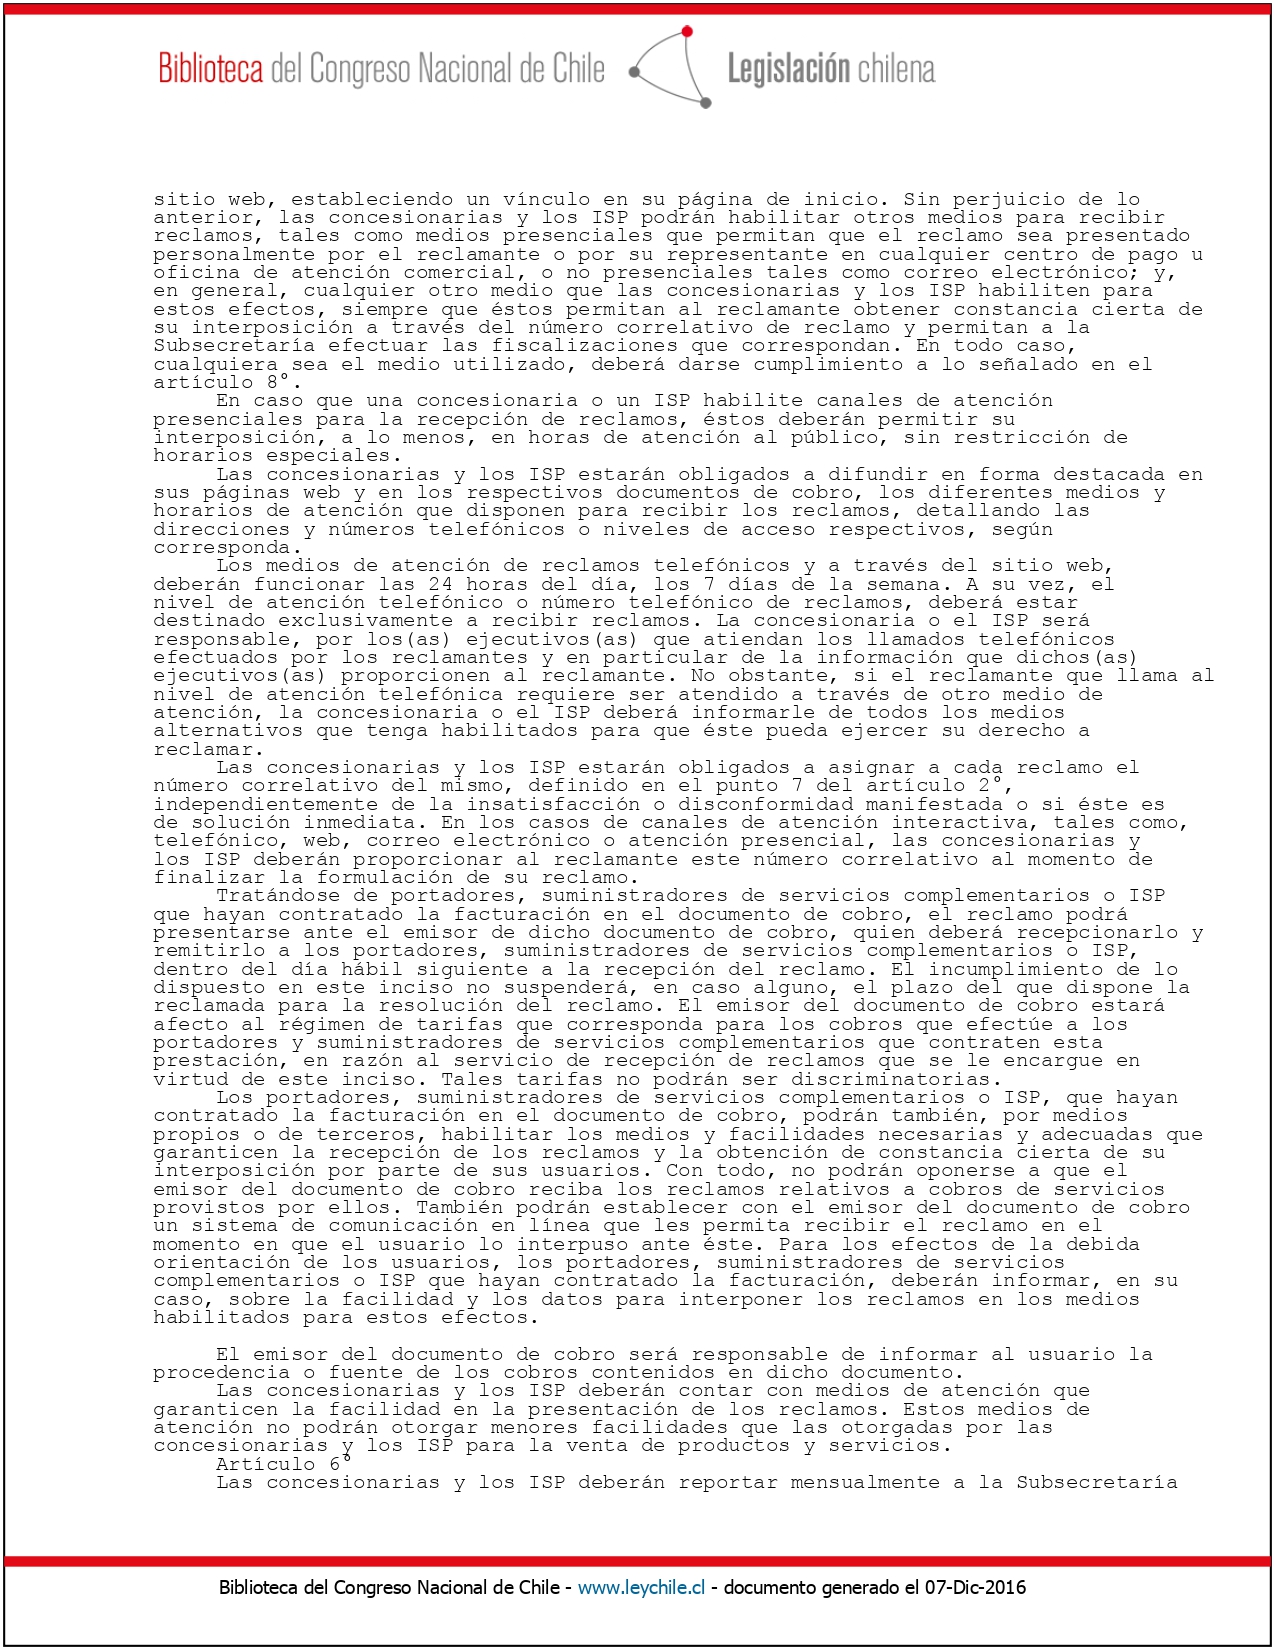 Biblioteca del Congreso Nacional de Chile Legislación chilena
sitio web, estableciendo un vínculo en su página de inicio. Sin perjuicio de lo
anterior, las concesionarias y los ISP podrán habilitar otros medios para recibir
reclamos, tales como medios presenciales que permitan que el reclamo sea presentado
personalmente por el reclamante o por su representante en cualquier centro de pago u
oficina de atención comercial, o no presenciales tales como correo electrónico; y,
en general, cualquier otro medio que las concesionarias y los ISP habiliten para
estos efectos, siempre que éstos permitan al reclamante obtener constancia cierta de
su interposición a través del número correlativo de reclamo y permitan a la
Subsecretaría efectuar las fiscalizaciones que correspondan. En todo caso,
cualquiera sea el medio utilizado, deberá darse cumplimiento a lo señalado en el
artículo 8°.
En caso que una concesionaria o un ISP habilite canales de atención
presenciales para la recepción de reclamos, éstos deberán permitir su
interposición, a lo menos, en horas de atención al público, sin restricción de
horarios especiales.
Las concesionarias y los ISP estarán obligados a difundir en forma destacada en
sus páginas web y en los respectivos documentos de cobro, los diferentes medios y
horarios de atención que disponen para recibir los reclamos, detallando las
direcciones y números telefónicos o niveles de acceso respectivos, según
corresponda.
Los medios de atención de reclamos telefónicos y a través del sitio web,
deberán funcionar las 24 horas del día, los 7 días de la semana. A su vez, el
nivel de atención telefónico o número telefónico de reclamos, deberá estar
destinado exclusivamente a recibir reclamos. La concesionaria o el ISP será
responsable, por los(as) ejecutivos(as) que atiendan los llamados telefónicos
efectuados por los reclamantes y en particular de la información que dichos(as)
ejecutivos(as) proporcionen al reclamante. No obstante, si el reclamante que llama al
nivel de atención telefónica requiere ser atendido a través de otro medio de
atención, la concesionaria o el ISP deberá informarle de todos los medios
alternativos que tenga habilitados para que éste pueda ejercer su derecho a
reclamar.
Las concesionarias y los ISP estarán obligados a asignar a cada reclamo el
número correlativo del mismo, definido en el punto 7 del artículo 2°,
independientemente de la insatisfacción o disconformidad manifestada o si éste es
de solución inmediata. En los casos de canales de atención interactiva, tales como,
telefónico, web, correo electrónico o atención presencial, las concesionarias y
los ISP deberán proporcionar al reclamante este número correlativo al momento de
finalizar la formulación de su reclamo.
Tratándose de portadores, suministradores de servicios complementarios o ISP
que hayan contratado la facturación en el documento de cobro, el reclamo podrá
presentarse ante el emisor de dicho documento de cobro, quien deberá recepcionarlo y
remitirlo a los portadores, suministradores de servicios complementarios o ISP,
dentro del día hábil siguiente a la recepción del reclamo. El incumplimiento de lo
dispuesto en este inciso no suspenderá, en caso alguno, el plazo del que dispone la
reclamada para la resolución del reclamo. El emisor del documento de cobro estará
afecto al régimen de tarifas que corresponda para los cobros que efectúe a los
portadores y suministradores de servicios complementarios que contraten esta
prestación, en razón al servicio de recepción de reclamos que se le encargue en
virtud de este inciso. Tales tarifas no podrán ser discriminatorias.
Los portadores, suministradores de servicios complementarios o ISP, que hayan
contratado la facturación en el documento de cobro, podrán también, por medios
propios o de terceros, habilitar los medios y facilidades necesarias y adecuadas que
garanticen la recepción de los reclamos y la obtención de constancia cierta de su
interposición por parte de sus usuarios. Con todo, no podrán oponerse a que el
emisor del documento de cobro reciba los reclamos relativos a cobros de servicios
provistos por ellos. También podrán establecer con el emisor del documento de cobro
un sistema de comunicación en línea que les permita recibir el reclamo en el
momento en que el usuario lo interpuso ante éste. Para los efectos de la debida
orientación de los usuarios, los portadores, suministradores de servicios
complementarios o ISP que hayan contratado la facturación, deberán informar, en su
caso, sobre la facilidad y los datos para interponer los reclamos en los medios
habilitados para estos efectos.
El emisor del documento de cobro será responsable de informar al usuario la
procedencia o fuente de los cobros contenidos en dicho documento.
Las concesionarias y los ISP deberán contar con medios de atención que
garanticen la facilidad en la presentación de los reclamos. Estos medios de
atención no podrán otorgar menores facilidades que las otorgadas por las
concesionarias y los ISP para la venta de productos y servicios.
Artículo 6°
Las concesionarias y los ISP deberán reportar mensualmente a la Subsecretaría
Biblioteca del Congreso Nacional de Chile - www.leychile.cl - documento generado el 07-Dic-2016